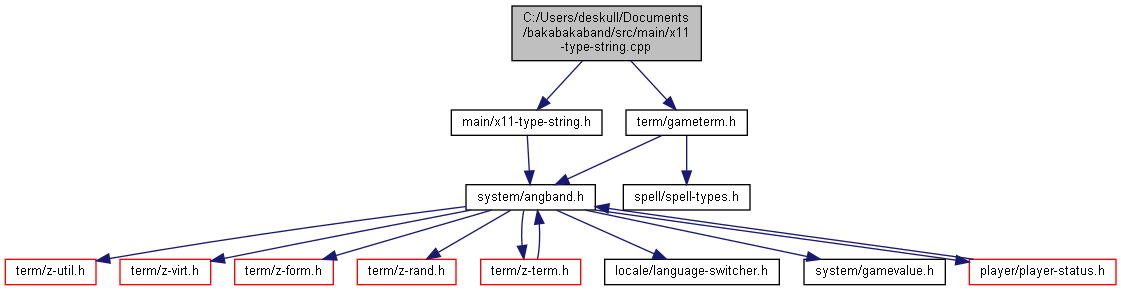 C:/Users/deskull/Documents
/bakabakaband/src/main/x11
-type-string.cpp
main/x11-type-string.h
term/gameterm.h
system/angband.h
spell/spell-types.h
term/z-util.h
term/z-virt.h
term/z-form.h
term/z-rand.h
term/z-term.h
locale/language-switcher.h
system/gamevalue.h
player/player-status.h